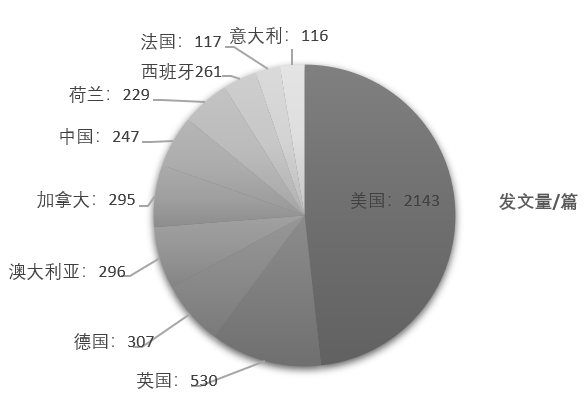 法国：117
意大利：116
西班牙261
荷兰：229
中国：247
加拿大：295
澳大利亚：296
德国：307
英国：530
美国：2143
发文量/篇